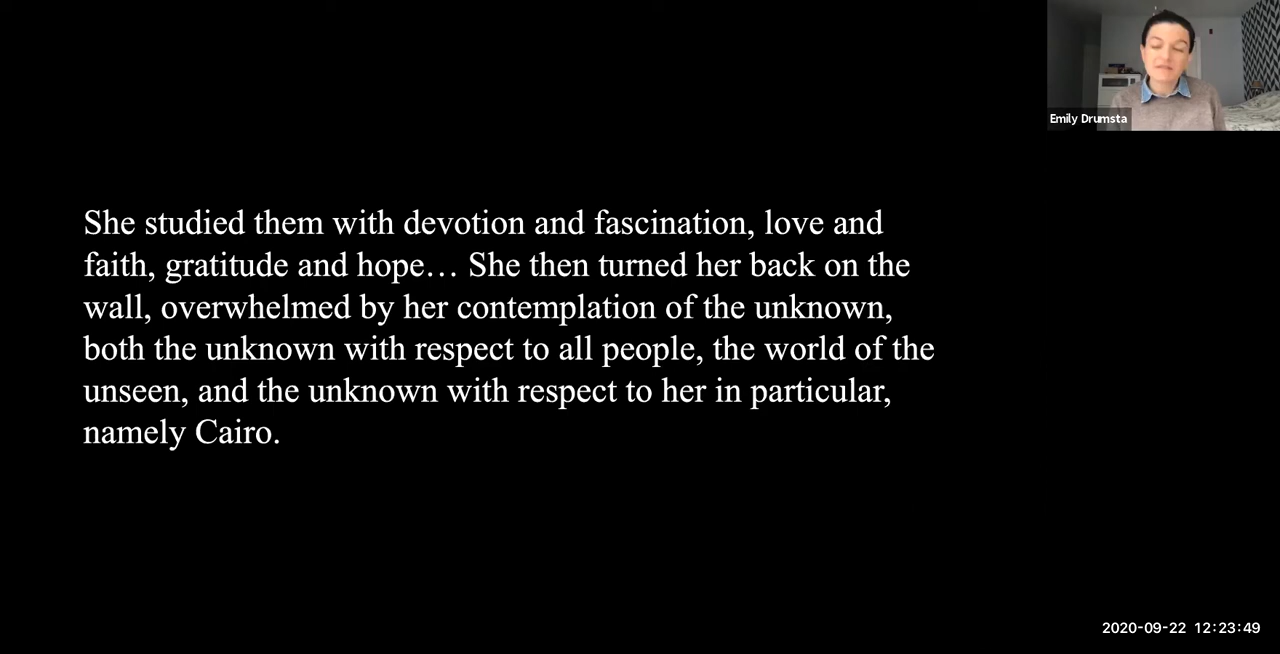 Emily Drumsta
She studied them with devotion and fascination, love and
faith, gratitude and hope… She then turned her back on the
wall, overwhelmed by her contemplation of the unknown,
both the unknown with respect to all people, the world of the
unseen, and the unknown with respect to her in particular,
namely Cairo.
2020-09-22 12:23:49